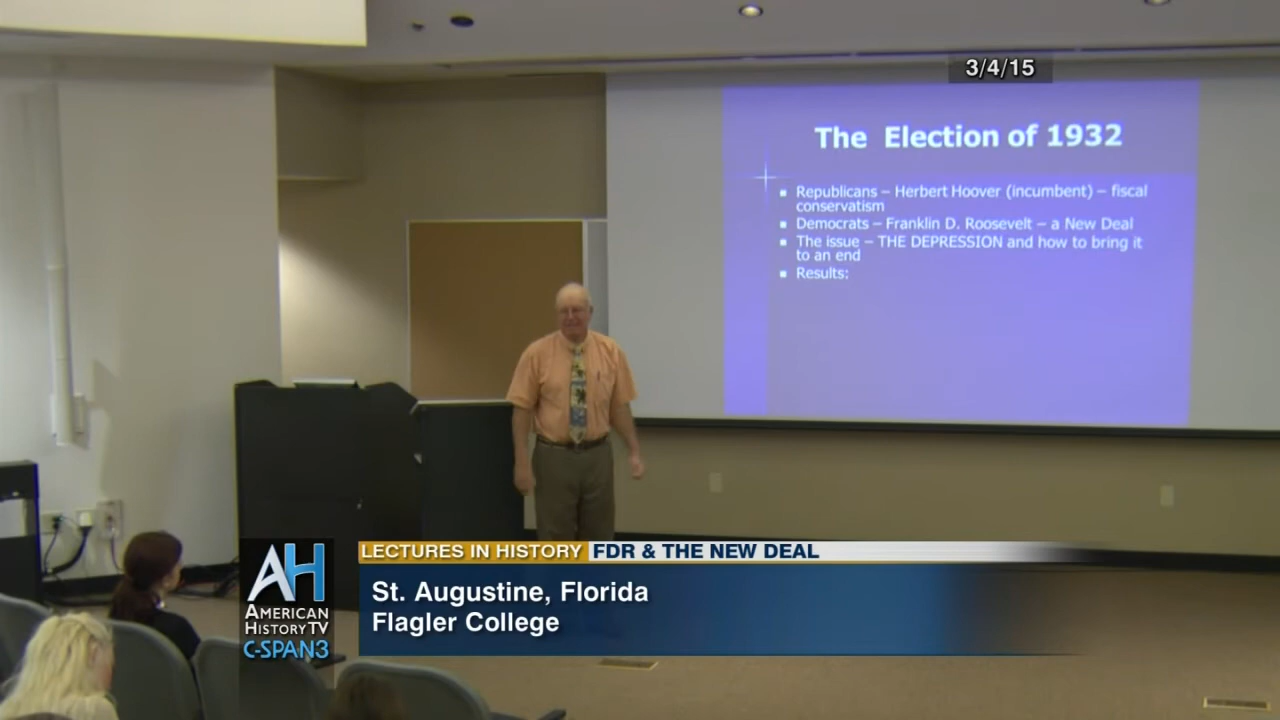 3/4/15
The Election of 1932
Republicans – Herbert Hoover (incumbent) – fiscal
conservatism
Democrats – Franklin D. Roosevelt – a New Deal
The issue – THE DEPRESSION and how to bring it
to an end
Results:
LECTURES IN HISTORY FDR & THE NEW DEAL
St. Augustine, Florida
Flagler College
AH
AMERICAN
HISTORY TV
C-SPAN3